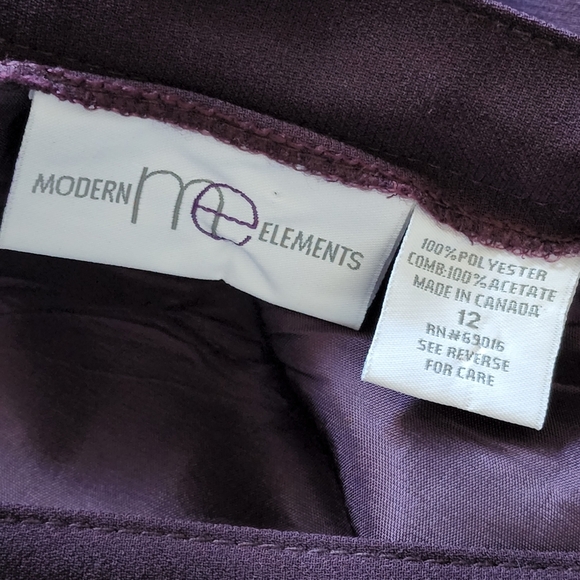 MODERN me ELEMENTS
100% POLYESTER
COMB:100% ACETATE
MADE IN CANADA
12
RN#69016
SEE REVERSE
FOR CARE